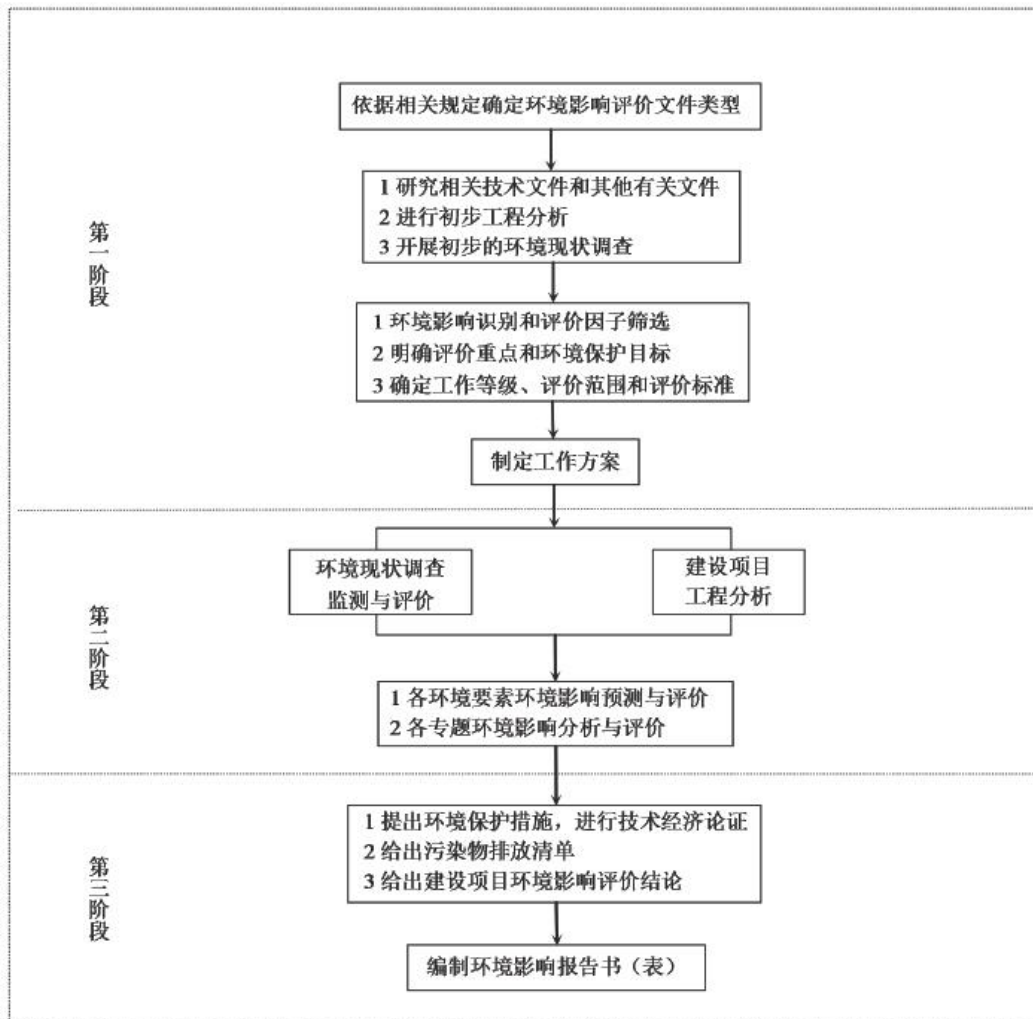 依据相关规定确定环境影响评价文件类型
1 研究相关技术文件和其他有关文件
2 进行初步工程分析
3 开展初步的环境现状调查
第一阶段
1 环境影响识别和评价因子筛选
2 明确评价重点和环境保护目标
3 确定工作等级、评价范围和评价标准
制定工作方案
环境现状调查
监测与评价
建设项目
工程分析
第二阶段
1 各环境要素环境影响预测与评价
2 各专题环境影响分析与评价
1 提出环境保护措施，进行技术经济论证
2 给出污染物排放清单
3 给出建设项目环境影响评价结论
第三阶段
编制环境影响报告书（表）